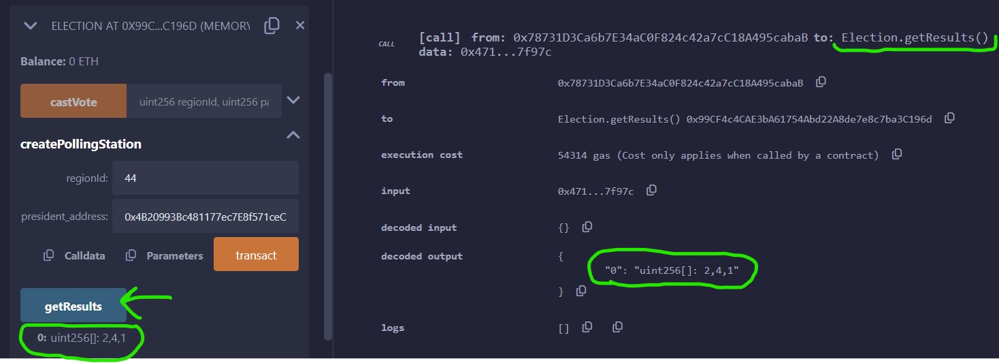 ELECTION AT 0X99C...C196D (MEMORY
Balance: 0 ETH
castVote
uint256 regionId, uint256 pa
createPollingStation
regionId:
44
president_address:
0x4B20993Bc481177ec7E8f571ceC
Calldata
Parameters
transact
getResults
0: uint256[]: 2,4,1
CALL
[call] from: 0x78731D3Ca6b7E34aC0F824c42a7cC18A495cabaB to: Election.getResults()
data: 0x471...7f97c
from
0x78731D3Ca6b7E34aC0F824c42a7cC18A495cabaB
to
Election.getResults() 0x99CF4c4CAE3bA61754Abd22A8de7e8c7ba3C196d
execution cost
54314 gas (Cost only applies when called by a contract)
input
0x471...7f97c
decoded input
{}
decoded output
{
"0": "uint256[]: 2,4,1"
}
logs
[]